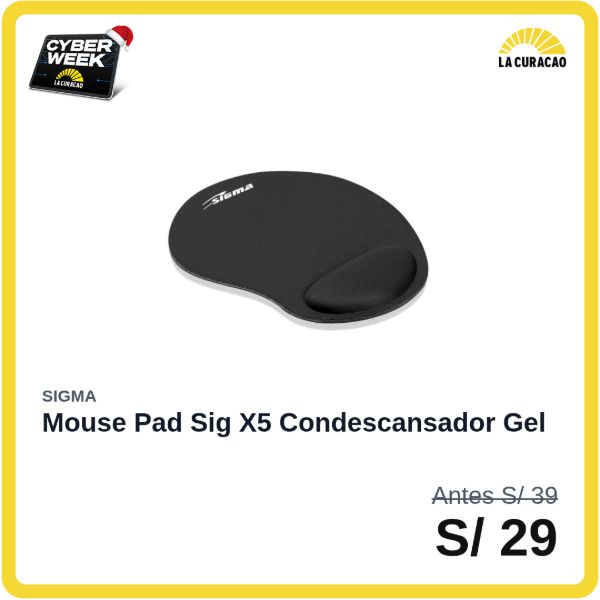 CYBER
WEEK
LA CURACAO
LA CURACAO
sigma
SIGMA
Mouse Pad Sig X5 Condescansador Gel
Antes S/ 39
S/ 29